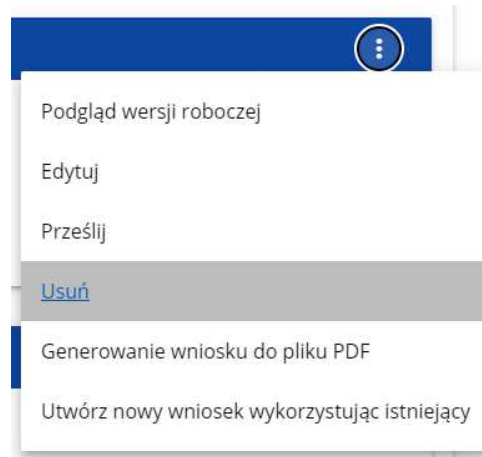 Podgląd wersji roboczej
Edytuj
Prześlij
Usuń
Generowanie wniosku do pliku PDF
Utwórz nowy wniosek wykorzystując istniejący